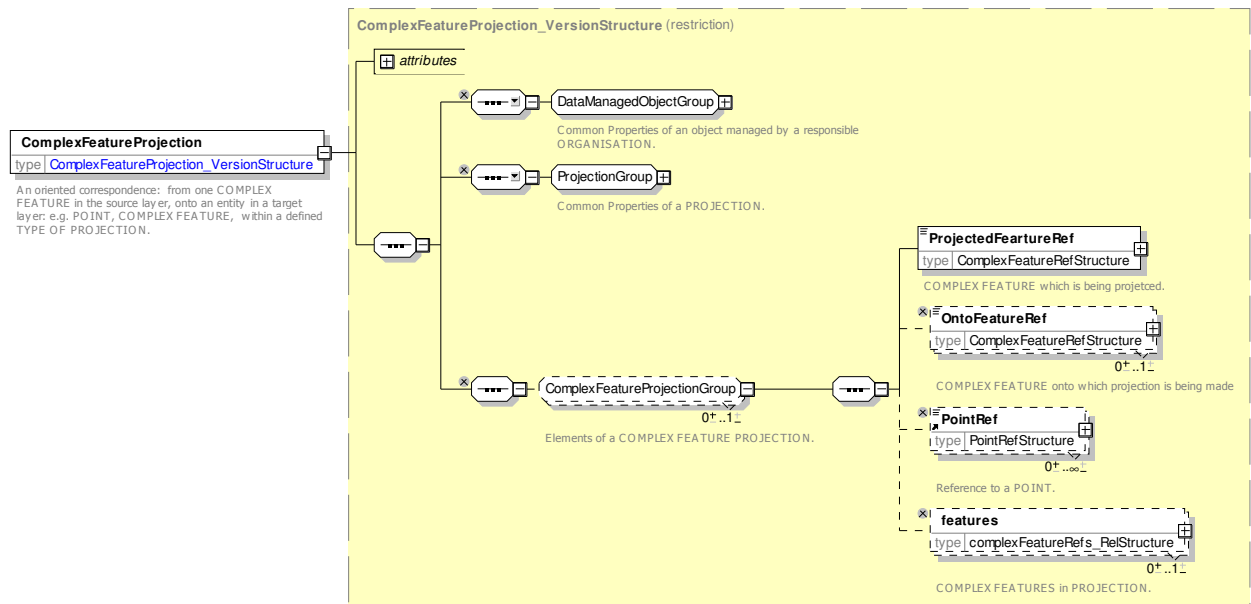 ComplexFeatureProjection_VersionStructure (restriction)
attributes
DataManagedObjectGroup
Common Properties of an object managed by a responsible
ORGANISATION.
ComplexFeatureProjection
type ComplexFeatureProjection_VersionStructure
An oriented correspondence: from one COMPLEX
FEATURE in the source layer, onto an entity in a target
layer: e.g. POINT, COMPLEX FEATURE, within a defined
TYPE OF PROJECTION.
ProjectionGroup
Common Properties of a PROJECTION.
ProjectedFeartureRef
type ComplexFeatureRefStructure
COMPLEX FEATURE which is being projetced.
OntoFeatureRef
type ComplexFeatureRefStructure
0±..1±
COMPLEX FEATURE onto which projection is being made
ComplexFeatureProjectionGroup
0±..1±
Elements of a COMPLEX FEATURE PROJECTION.
PointRef
type PointRefStructure
0±..∞±
Reference to a POINT.
features
type complexFeatureRefs_RelStructure
0±..1±
COMPLEX FEATURES in PROJECTION.